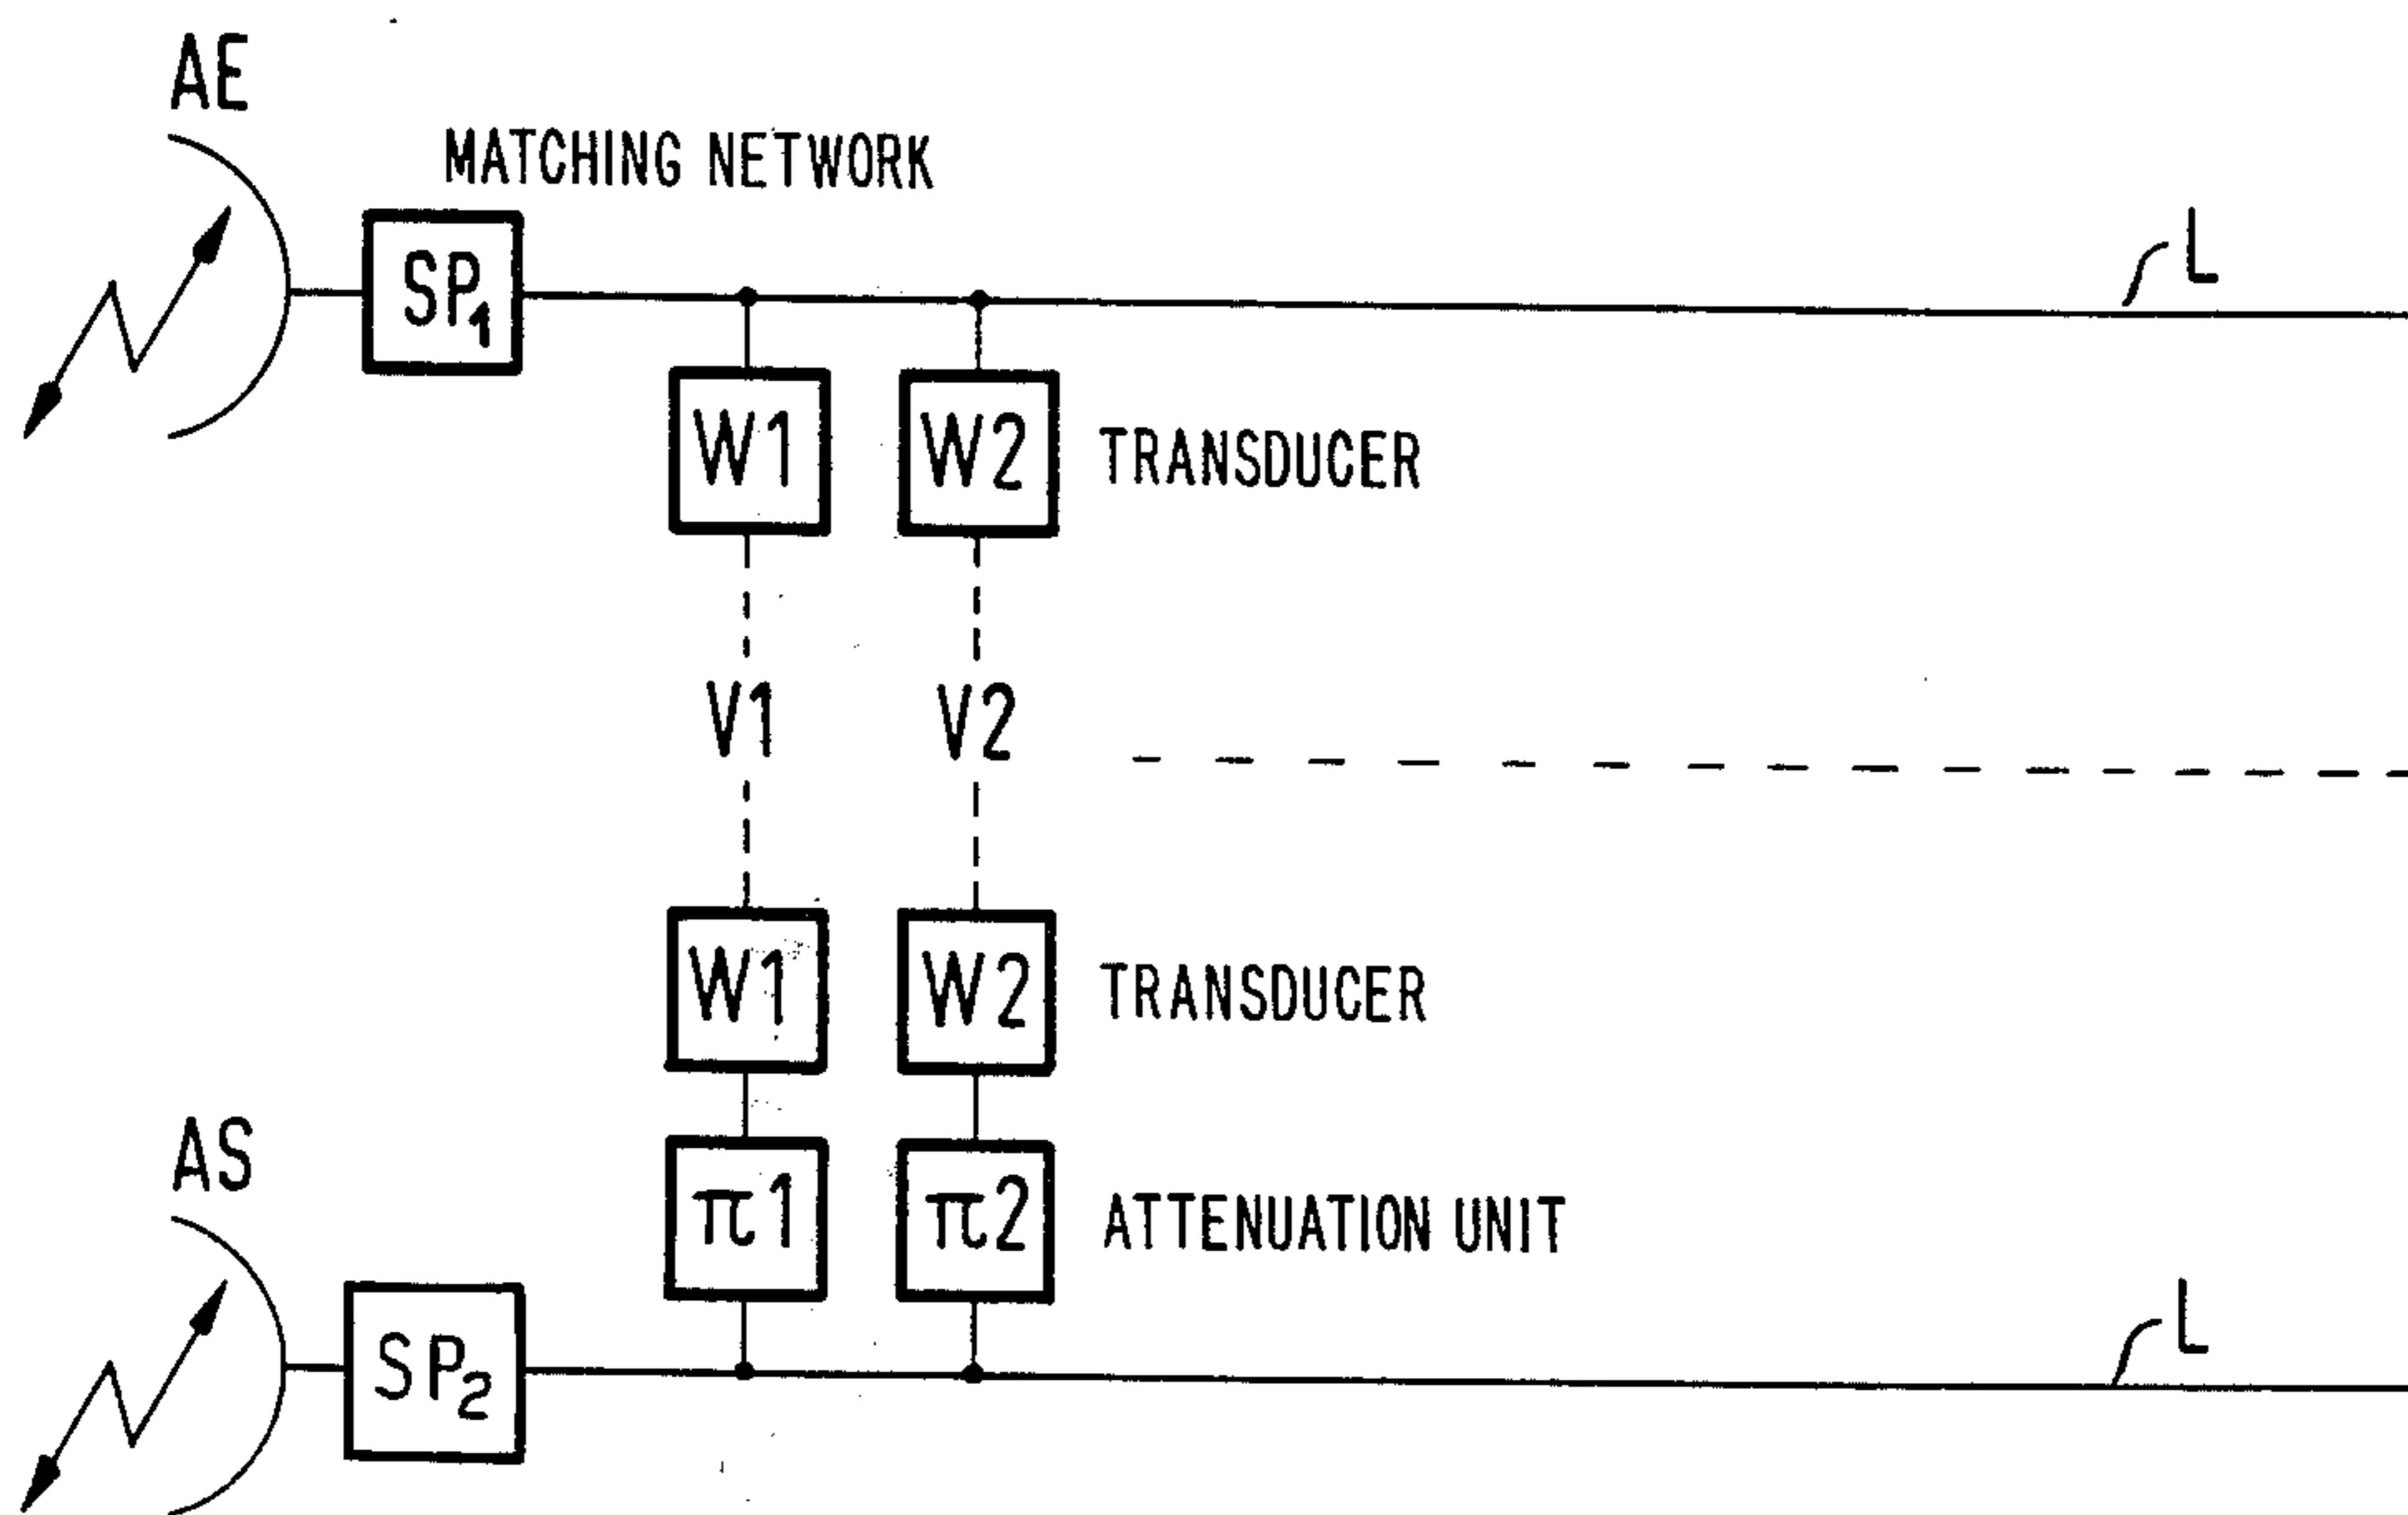 AE
MATCHING NETWORK
SP1
L
W1 W2 TRANSDUCER
V1 V2
W1 W2 TRANSDUCER
AS
π1 π2 ATTENUATION UNIT
SP2
L